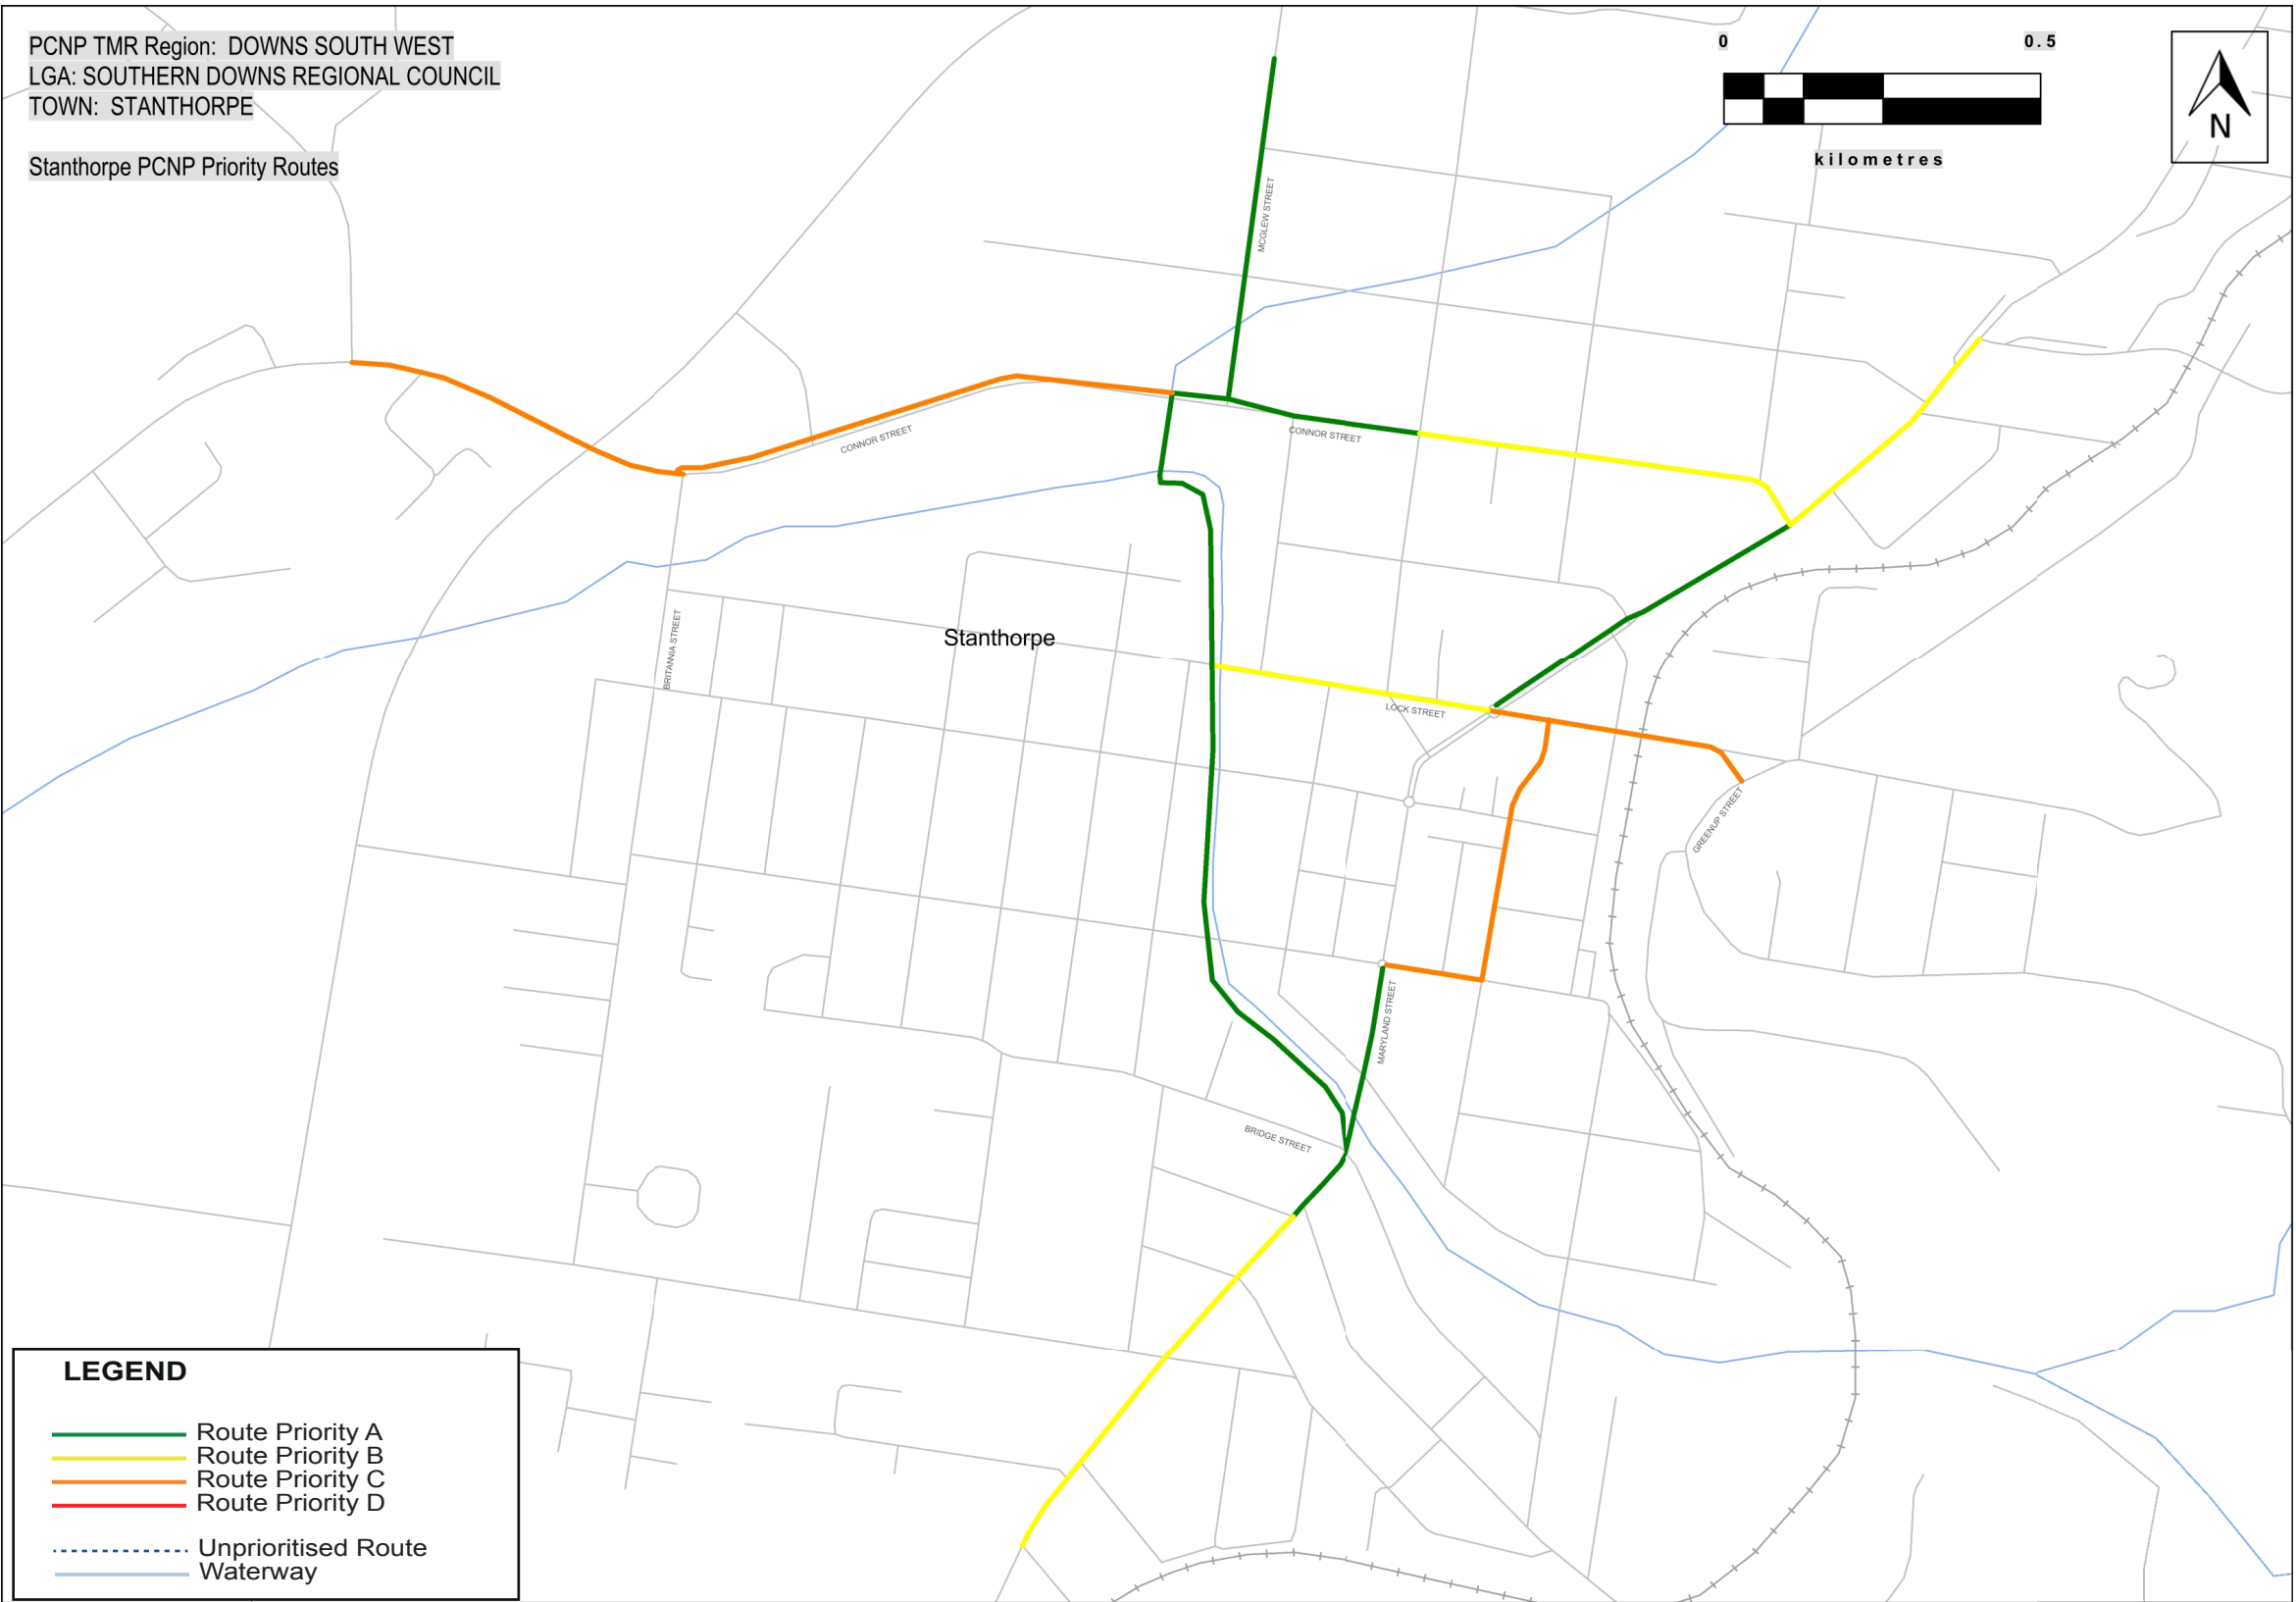 PCNP TMR Region: DOWNS SOUTH WEST
LGA: SOUTHERN DOWNS REGIONAL COUNCIL
TOWN: STANTHORPE
Stanthorpe PCNP Priority Routes
0 0.5
kilometres
N
MCGLEW STREET
CONNOR STREET
CONNOR STREET
BRITANNIA STREET
Stanthorpe
LOCK STREET
GREENUP STREET
MARYLAND STREET
BRIDGE STREET
LEGEND
Route Priority A
Route Priority B
Route Priority C
Route Priority D
Unprioritised Route
Waterway